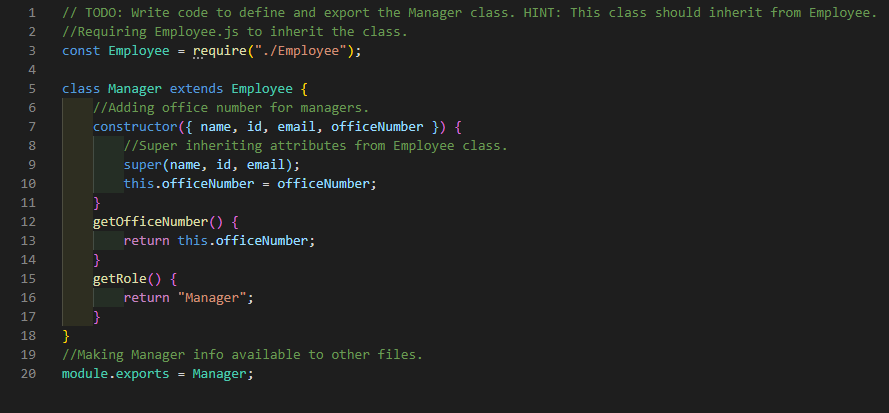 1 // TODO: Write code to define and export the Manager class. HINT: This class should inherit from Employee.
2 //Requiring Employee.js to inherit the class.
3 const Employee = require("./Employee");
4
5 class Manager extends Employee {
6     //Adding office number for managers.
7     constructor({ name, id, email, officeNumber }) {
8         //Super inheriting attributes from Employee class.
9         super(name, id, email);
10         this.officeNumber = officeNumber;
11     }
12     getOfficeNumber() {
13         return this.officeNumber;
14     }
15     getRole() {
16         return "Manager";
17     }
18 }
19 //Making Manager info available to other files.
20 module.exports = Manager;